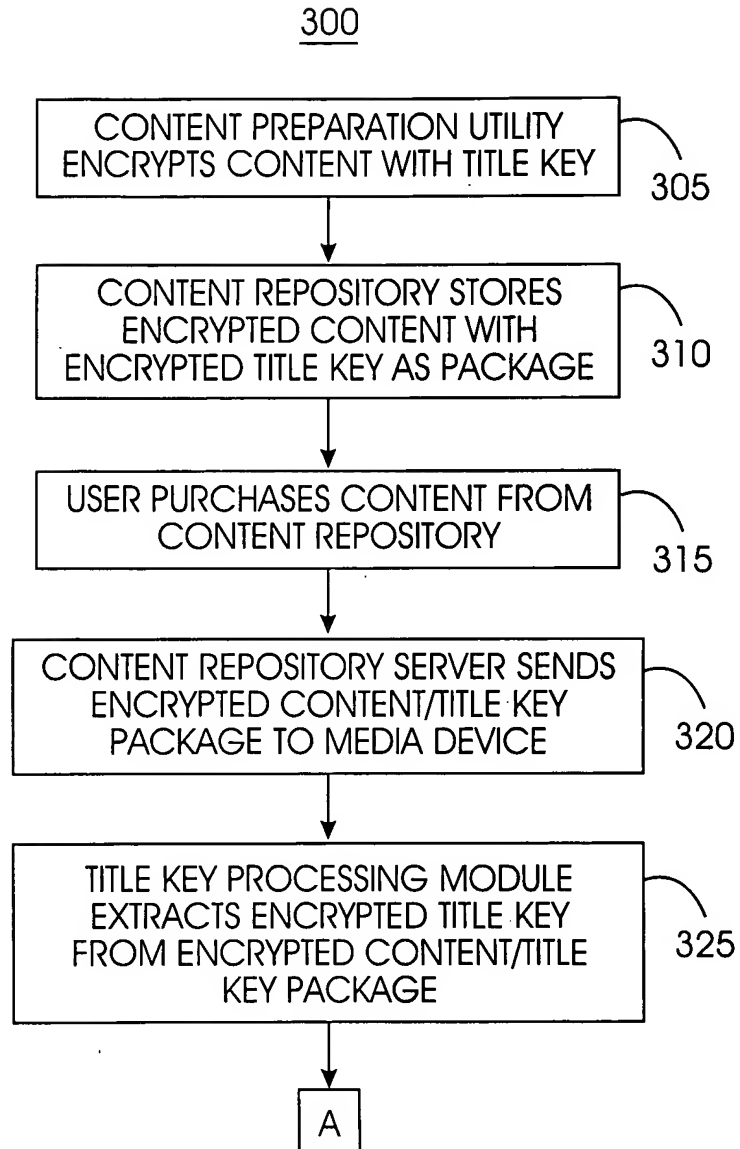 300
CONTENT PREPARATION UTILITY
ENCRYPTS CONTENT WITH TITLE KEY
305
CONTENT REPOSITORY STORES
ENCRYPTED CONTENT WITH
ENCRYPTED TITLE KEY AS PACKAGE
310
USER PURCHASES CONTENT FROM
CONTENT REPOSITORY
315
CONTENT REPOSITORY SERVER SENDS
ENCRYPTED CONTENT/TITLE KEY
PACKAGE TO MEDIA DEVICE
320
TITLE KEY PROCESSING MODULE
EXTRACTS ENCRYPTED TITLE KEY
FROM ENCRYPTED CONTENT/TITLE
KEY PACKAGE
325
A